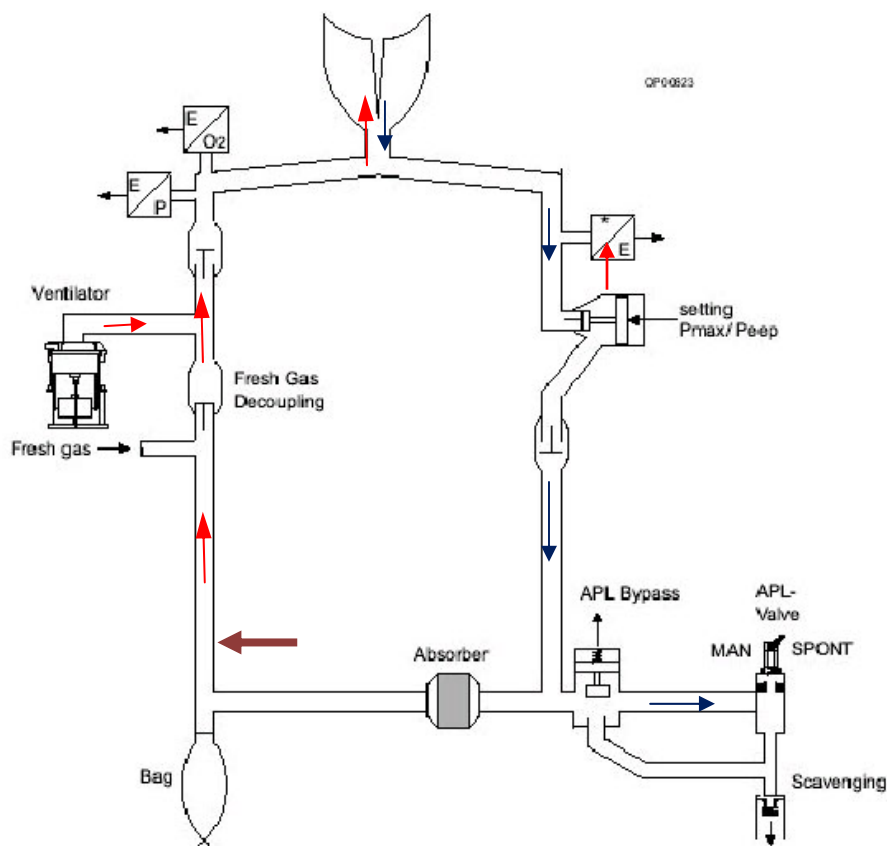 OP00623
E
O2
E
P
*
E
Ventilator
setting
Pmax/ Peep
Fresh Gas
Decoupling
Fresh gas
APL Bypass
APL-
Valve
MAN
SPONT
Absorber
Bag
Scavenging